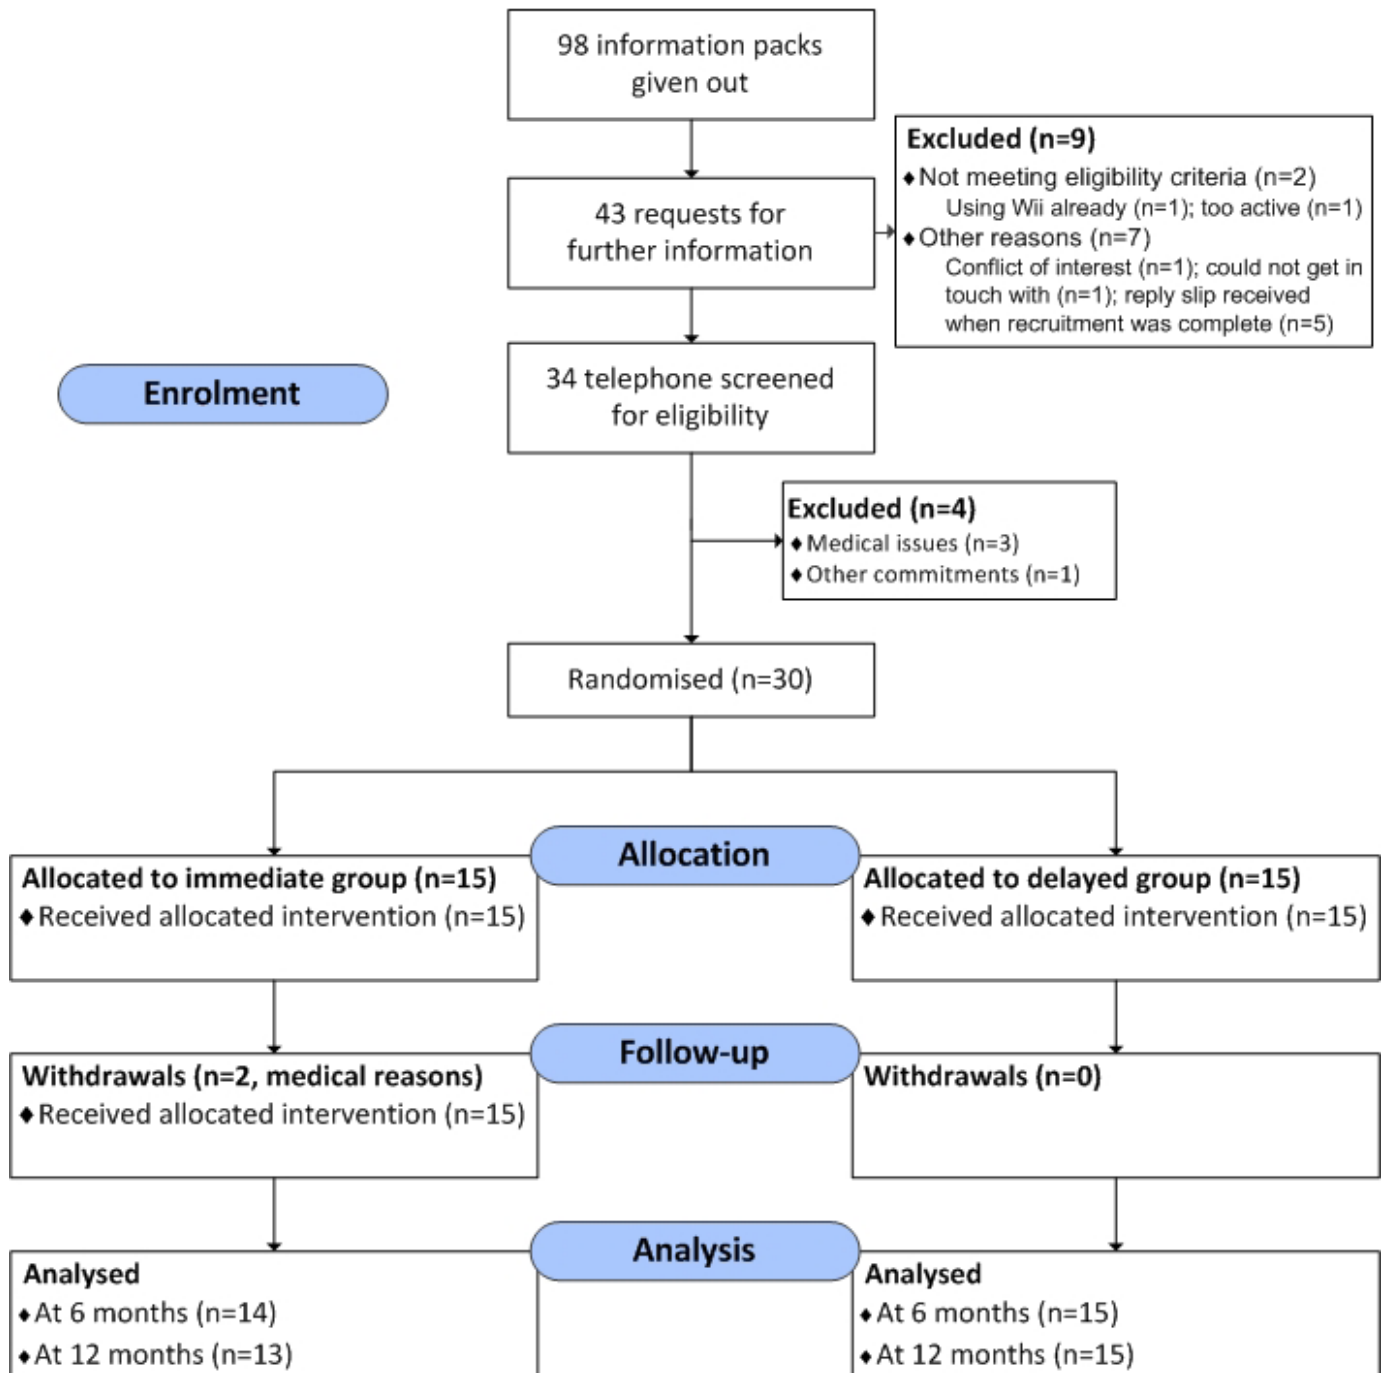 98 information packs
given out
43 requests for
further information
Excluded (n=9)
♦Not meeting eligibility criteria (n=2)
Using Wii already (n=1); too active (n=1)
♦Other reasons (n=7)
Conflict of interest (n=1); could not get in
touch with (n=1); reply slip received
when recruitment was complete (n=5)
34 telephone screened
for eligibility
Enrolment
Excluded (n=4)
♦Medical issues (n=3)
♦Other commitments (n=1)
Randomised (n=30)
Allocation
Allocated to immediate group (n=15)
♦Received allocated intervention (n=15)
Allocated to delayed group (n=15)
♦Received allocated intervention (n=15)
Follow-up
Withdrawals (n=2, medical reasons)
♦Received allocated intervention (n=15)
Withdrawals (n=0)
Analysis
Analysed
♦At 6 months (n=14)
♦At 12 months (n=13)
Analysed
♦At 6 months (n=15)
♦At 12 months (n=15)